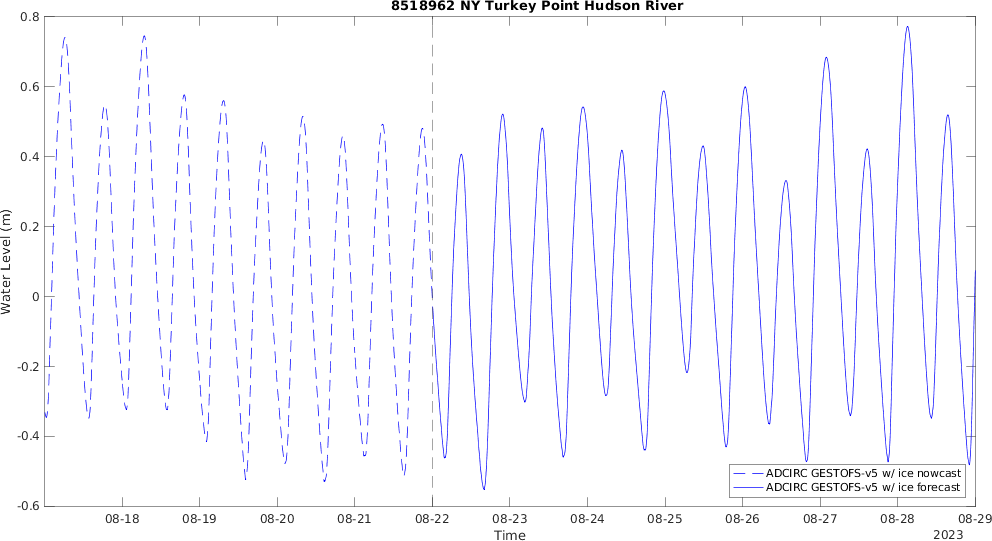 8518962 NY Turkey Point Hudson River
Water Level (m)
0.8
0.6
0.4
0.2
0
-0.2
-0.4
-0.6
ADCIRC GESTOFS-v5 w/ ice nowcast
ADCIRC GESTOFS-v5 w/ ice forecast
08-18 08-19 08-20 08-21 08-22 08-23 08-24 08-25 08-26 08-27 08-28 08-29
Time
2023